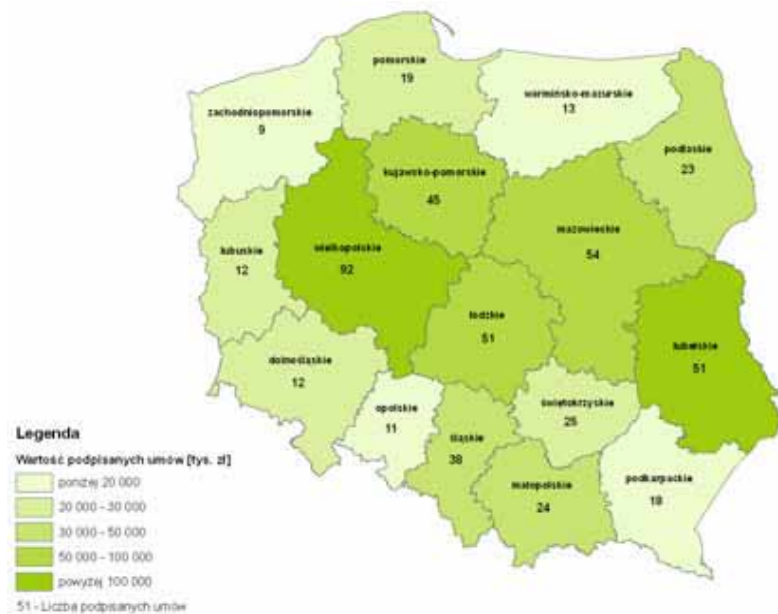 pomorskie
19
warmińsko-mazurskie
13
zachodniopomorskie
9
podlaskie
23
kujawsko-pomorskie
45
mazowieckie
54
lubuskie
12
wielkopolskie
92
łódzkie
51
lubelskie
51
dolnośląskie
12
opolskie
11
śląskie
38
świętokrzyskie
25
małopolskie
24
podkarpackie
18
Legenda
Wartość podpisanych umów [tys. zł]
poniżej 20 000
20 000 - 30 000
30 000 - 50 000
50 000 - 100 000
powyżej 100 000
51 - Liczba podpisanych umów